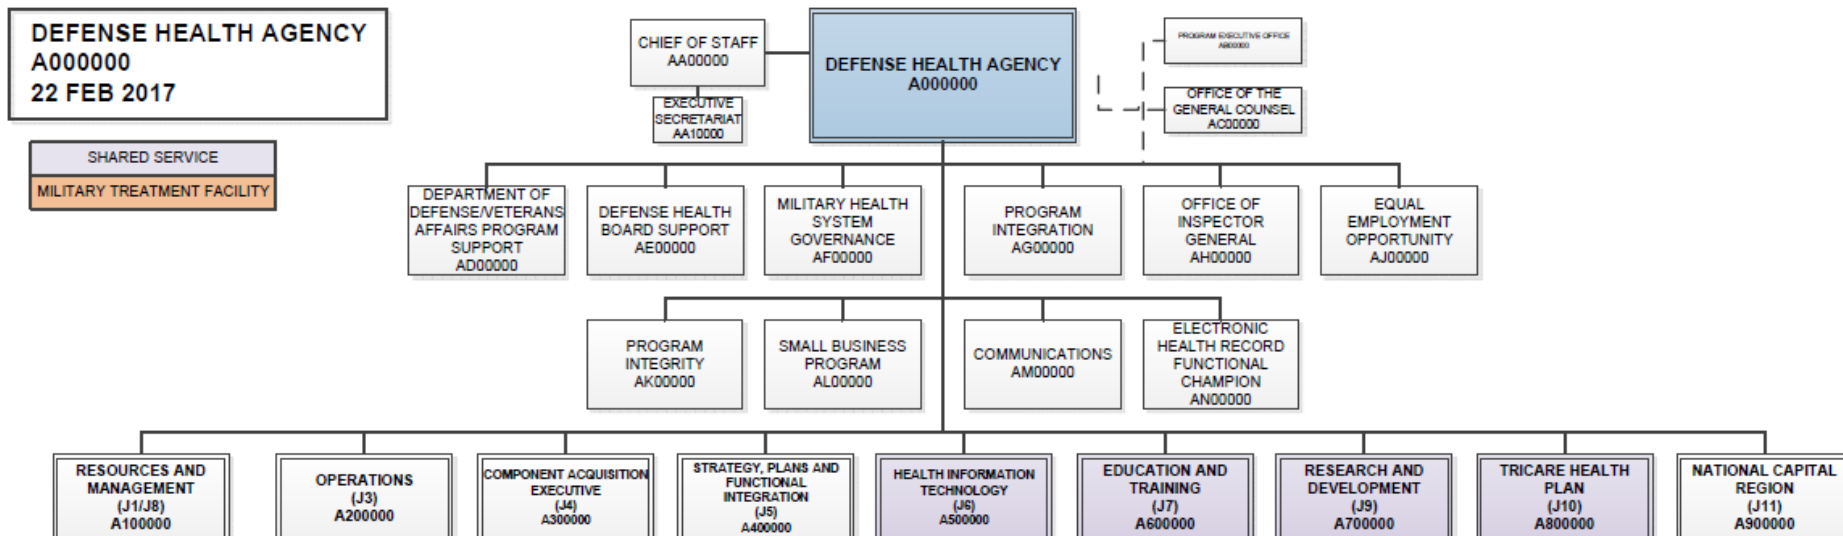 DEFENSE HEALTH AGENCY
A000000
22 FEB 2017
SHARED SERVICE
MILITARY TREATMENT FACILITY
CHIEF OF STAFF
AA00000
EXECUTIVE
SECRETARIAT
AA10000
DEFENSE HEALTH AGENCY
A000000
PROGRAM EXECUTIVE OFFICE
AB00000
OFFICE OF THE
GENERAL COUNSEL
AC00000
DEPARTMENT OF
DEFENSE/VETERANS
AFFAIRS PROGRAM
SUPPORT
AD00000
DEFENSE HEALTH
BOARD SUPPORT
AE00000
MILITARY HEALTH
SYSTEM
GOVERNANCE
AF00000
PROGRAM
INTEGRATION
AG00000
OFFICE OF
INSPECTOR
GENERAL
AH00000
EQUAL
EMPLOYMENT
OPPORTUNITY
AJ00000
PROGRAM
INTEGRITY
AK00000
SMALL BUSINESS
PROGRAM
AL00000
COMMUNICATIONS
AM00000
ELECTRONIC
HEALTH RECORD
FUNCTIONAL
CHAMPION
AN00000
RESOURCES AND
MANAGEMENT
(J1/J8)
A100000
OPERATIONS
(J3)
A200000
COMPONENT ACQUISITION
EXECUTIVE
(J4)
A300000
STRATEGY, PLANS AND
FUNCTIONAL
INTEGRATION
(J5)
A400000
HEALTH INFORMATION
TECHNOLOGY
(J6)
A500000
EDUCATION AND
TRAINING
(J7)
A600000
RESEARCH AND
DEVELOPMENT
(J9)
A700000
TRICARE HEALTH
PLAN
(J10)
A800000
NATIONAL CAPITAL
REGION
(J11)
A900000